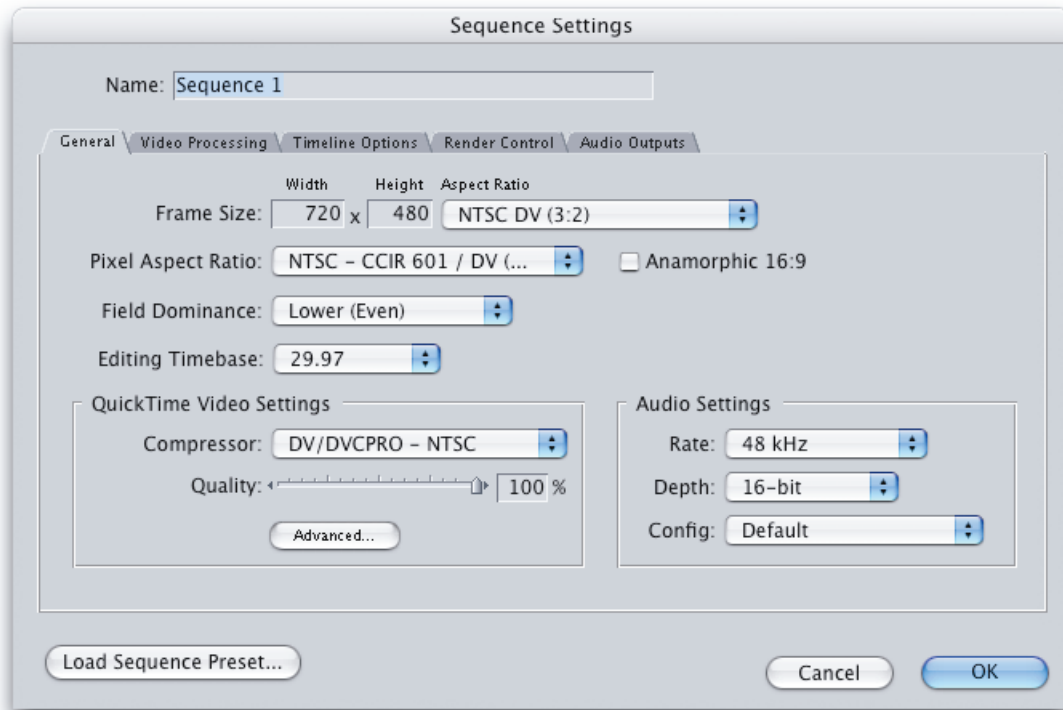 Sequence Settings
Name: Sequence 1
General Video Processing Timeline Options Render Control Audio Outputs
Width Height Aspect Ratio
Frame Size: 720 x 480 NTSC DV (3:2)
Pixel Aspect Ratio: NTSC – CCIR 601 / DV (... Anamorphic 16:9
Field Dominance: Lower (Even)
Editing Timebase: 29.97
QuickTime Video Settings
Compressor: DV/DVCPRO – NTSC
Quality: 100 %
Advanced...
Audio Settings
Rate: 48 kHz
Depth: 16-bit
Config: Default
Load Sequence Preset...
Cancel OK